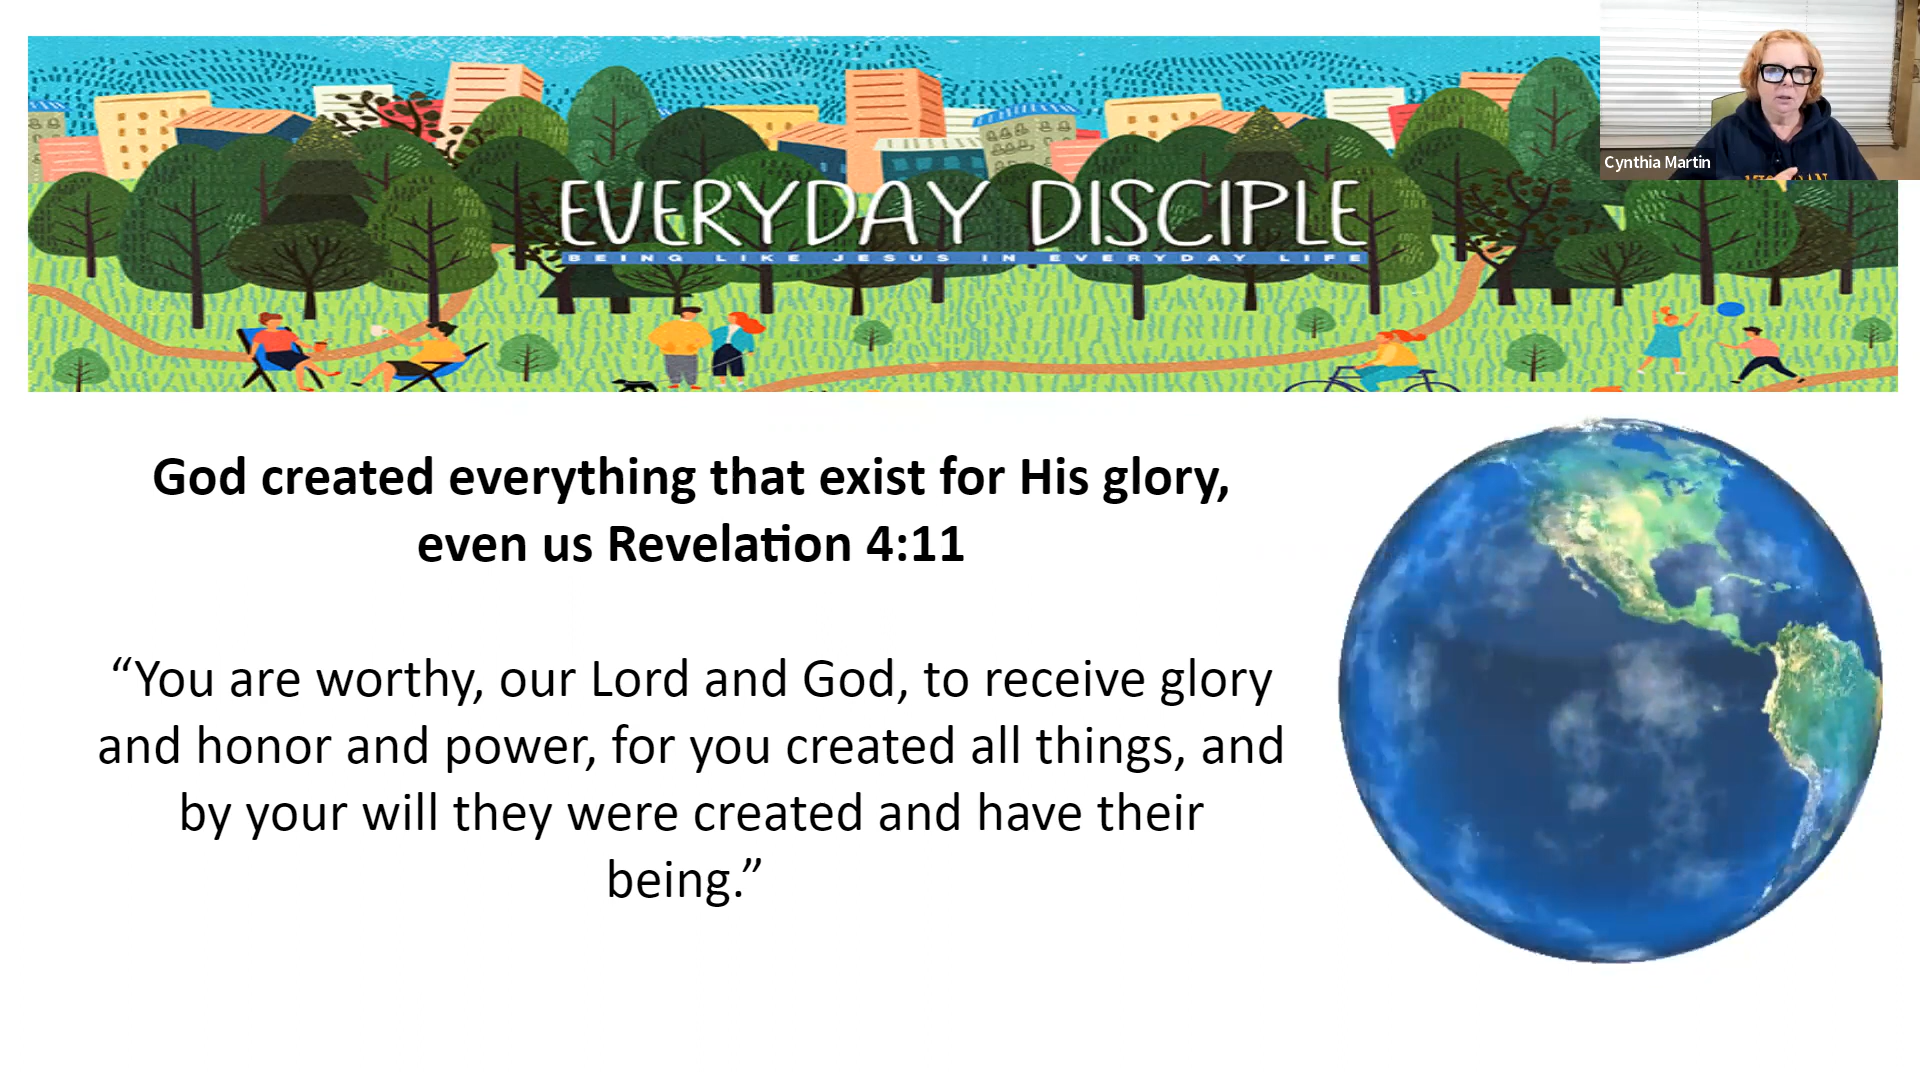 EVERYDAY DISCIPLE
BEING LIKE JESUS IN EVERYDAY LIFE
Cynthia Martin
God created everything that exist for His glory,
even us Revelation 4:11
“You are worthy, our Lord and God, to receive glory
and honor and power, for you created all things, and
by your will they were created and have their
being.”